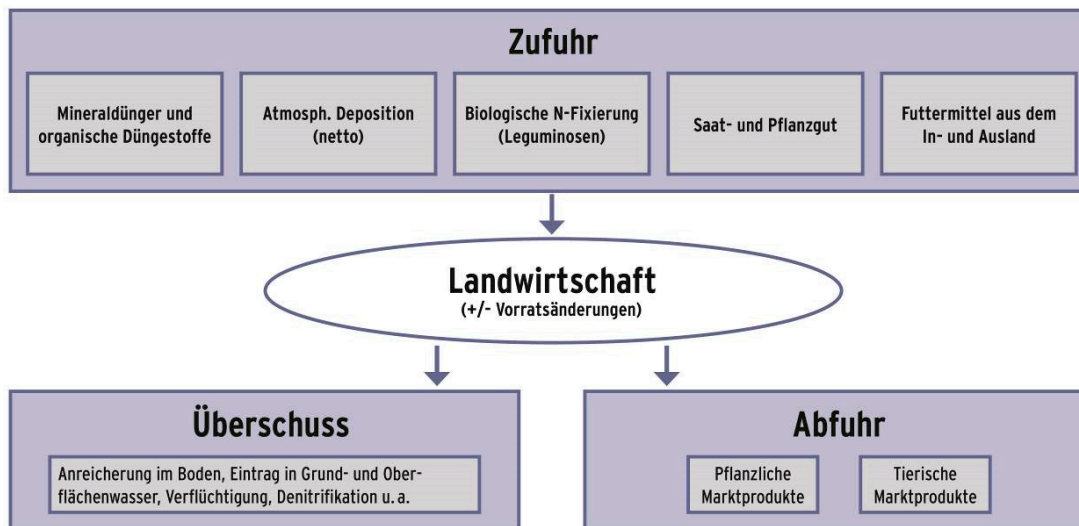 Zufuhr
Mineraldünger und
organische Düngestoffe
Atmosph. Deposition
(netto)
Biologische N-Fixierung
(Leguminosen)
Saat- und Pflanzgut
Futtermittel aus dem
In- und Ausland
Landwirtschaft
(+/- Vorratsänderungen)
Überschuss
Anreicherung im Boden, Eintrag in Grund- und Ober-
flächenwasser, Verflüchtigung, Denitrifikation u. a.
Abfuhr
Pflanzliche
Marktprodukte
Tierische
Marktprodukte